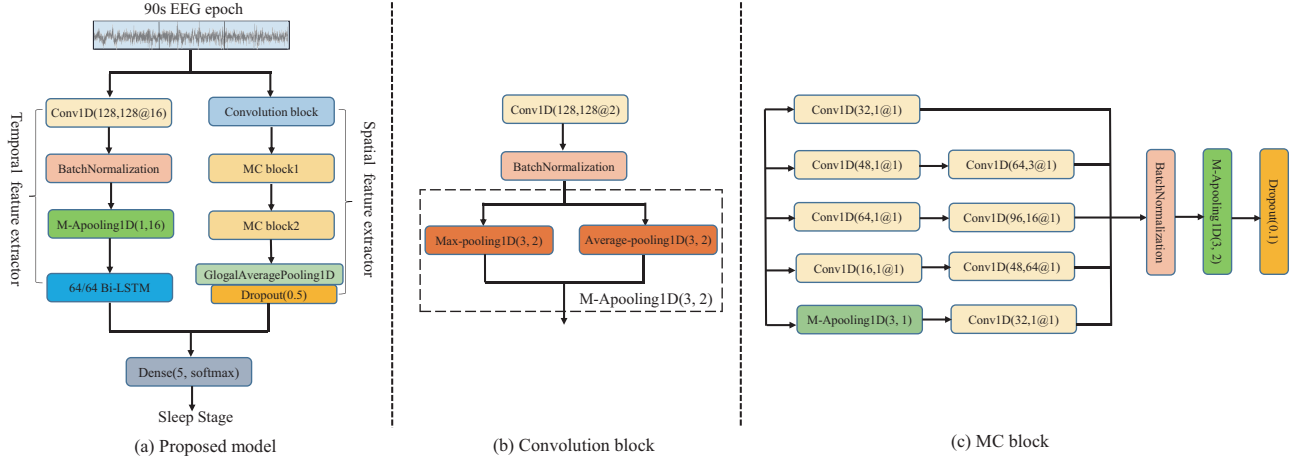 90s EEG epoch
Temporal feature extractor
Conv1D(128,128@16)
BatchNormalization
M-Apooling1D(1,16)
64/64 Bi-LSTM
Convolution block
MC block1
MC block2
GlogalAveragePooling1D
Dropout(0.5)
Spatial feature extractor
Dense(5, softmax)
Sleep Stage
(a) Proposed model
Conv1D(128,128@2)
BatchNormalization
Max-pooling1D(3, 2)
Average-pooling1D(3, 2)
M-Apooling1D(3, 2)
(b) Convolution block
Conv1D(32,1@1)
Conv1D(48,1@1)
Conv1D(64,3@1)
Conv1D(64,1@1)
Conv1D(96,16@1)
Conv1D(16,1@1)
Conv1D(48,64@1)
M-Apooling1D(3, 1)
Conv1D(32,1@1)
BatchNormalization
M-Apooling1D(3, 2)
Dropout(0.1)
(c) MC block